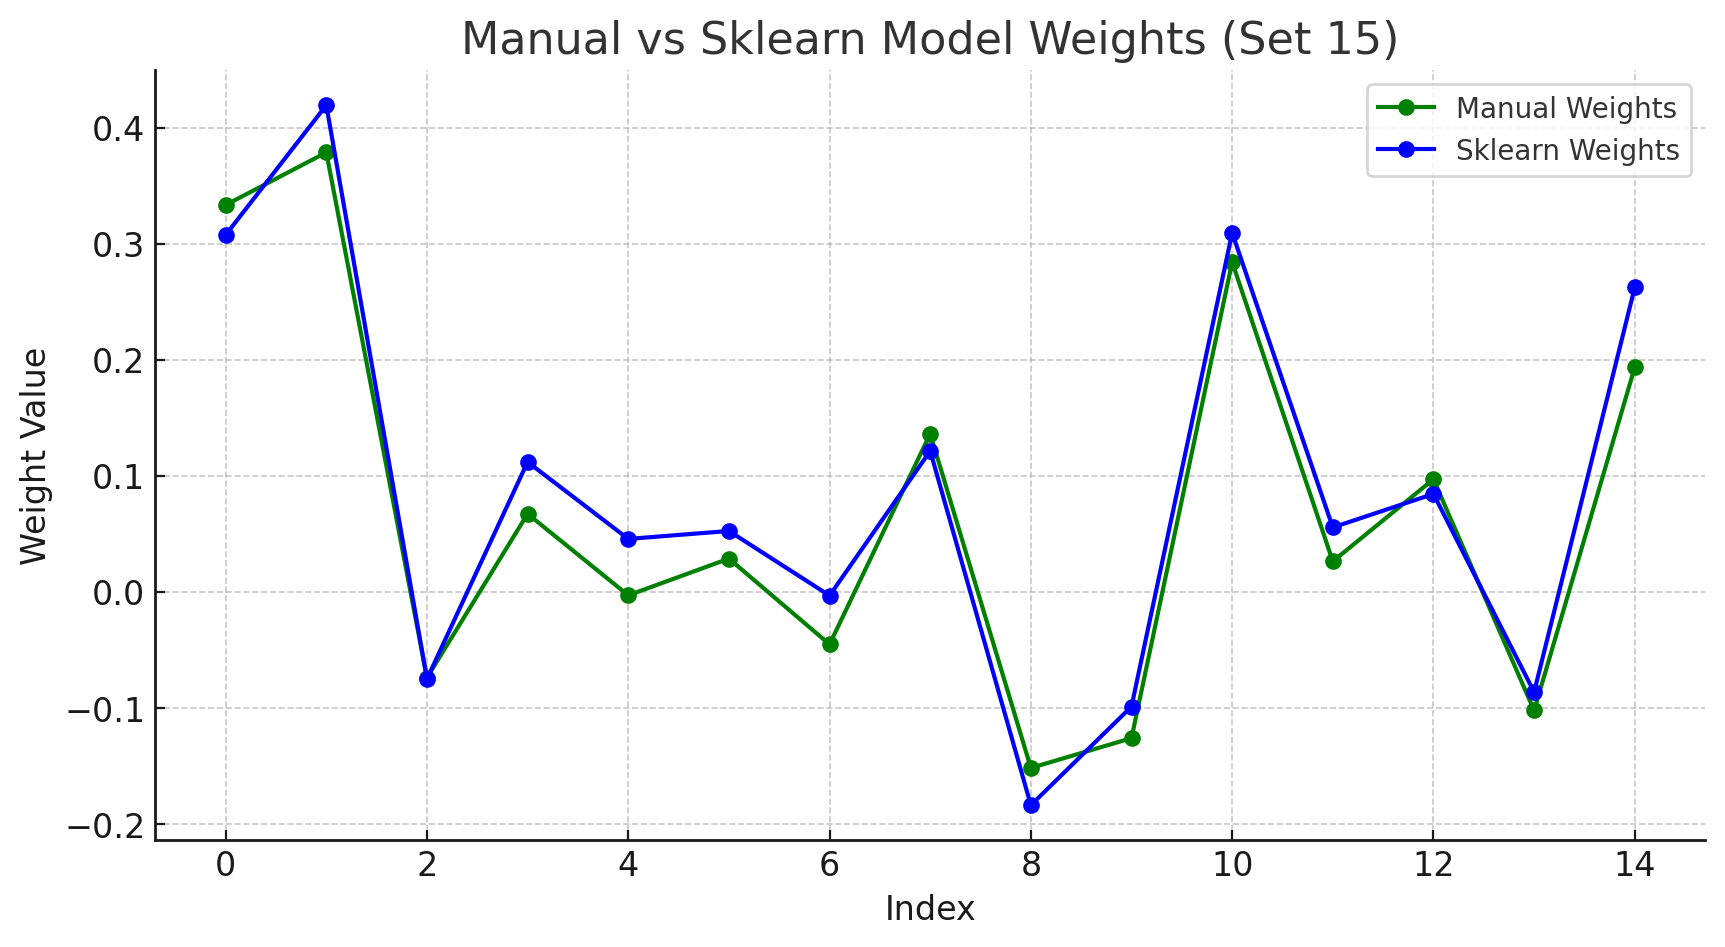 Manual vs Sklearn Model Weights (Set 15)
Manual Weights
Sklearn Weights
Weight Value
0.4
0.3
0.2
0.1
0.0
−0.1
−0.2
0 2 4 6 8 10 12 14
Index